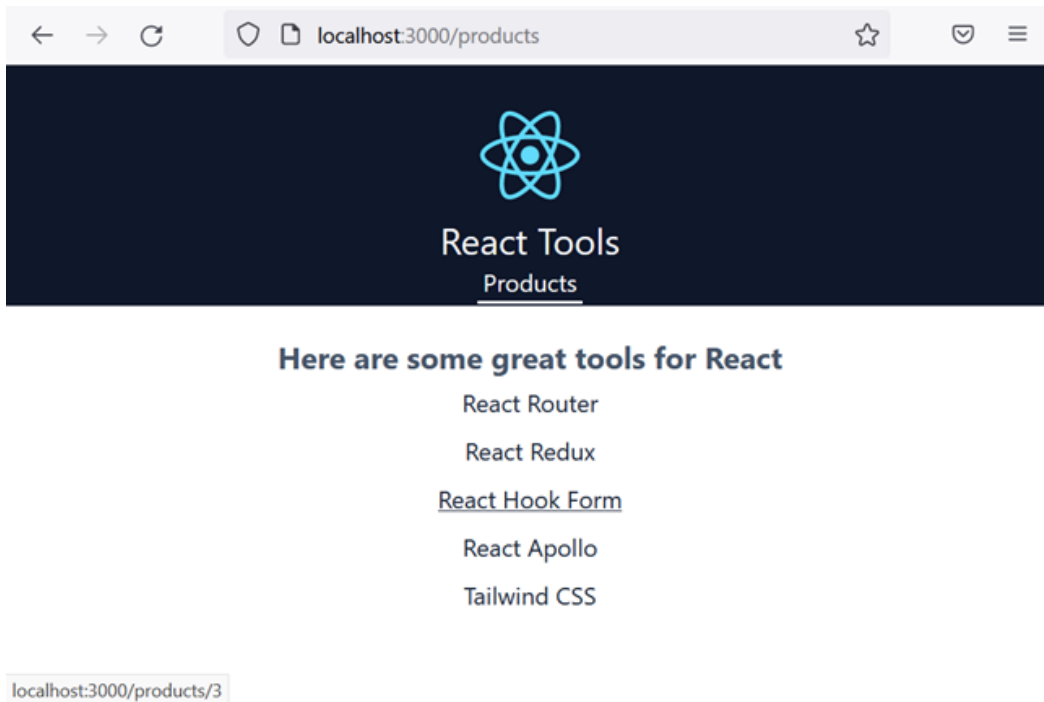 localhost:3000/products
React Tools
Products
Here are some great tools for React
React Router
React Redux
React Hook Form
React Apollo
Tailwind CSS
localhost:3000/products/3